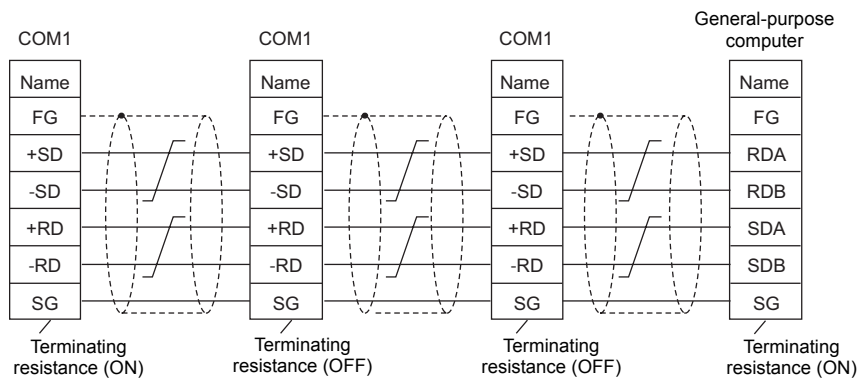 General-purpose
computer
COM1 COM1 COM1
Name Name Name Name
FG FG FG FG
+SD +SD +SD RDA
-SD -SD -SD RDB
+RD +RD +RD SDA
-RD -RD -RD SDB
SG SG SG SG
Terminating
resistance (ON)
Terminating
resistance (OFF)
Terminating
resistance (OFF)
Terminating
resistance (ON)